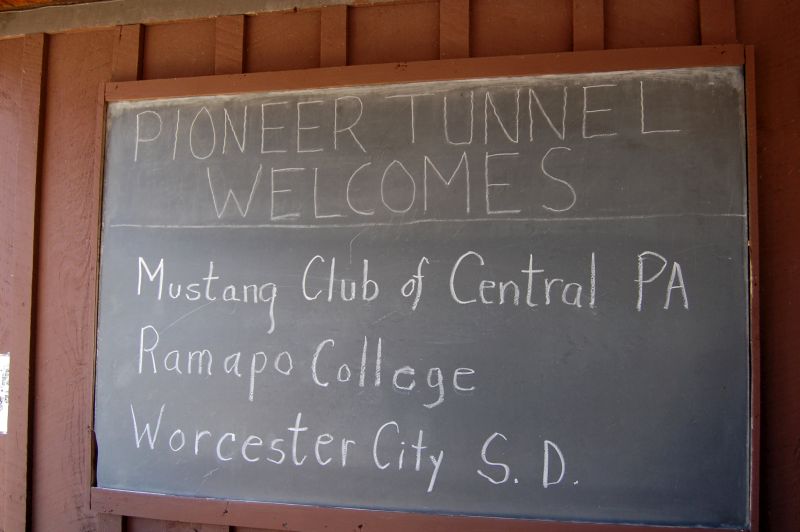 PIONEER TUNNEL
WELCOMES
Mustang Club of Central PA
Ramapo College
Worcester City S. D.